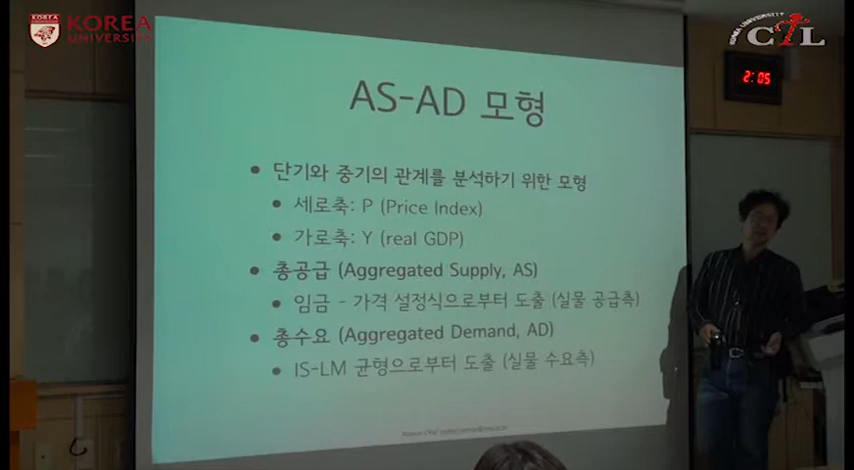 KOREA
UNIVERSITY
KOREA UNIVERSITY
CTL
2:05
AS-AD 모형
• 단기와 중기의 관계를 분석하기 위한 모형
• 세로축: P (Price Index)
• 가로축: Y (real GDP)
• 총공급 (Aggregated Supply, AS)
• 임금 - 가격 설정식으로부터 도출 (실물 공급측)
• 총수요 (Aggregated Demand, AD)
• IS-LM 균형으로부터 도출 (실물 수요측)